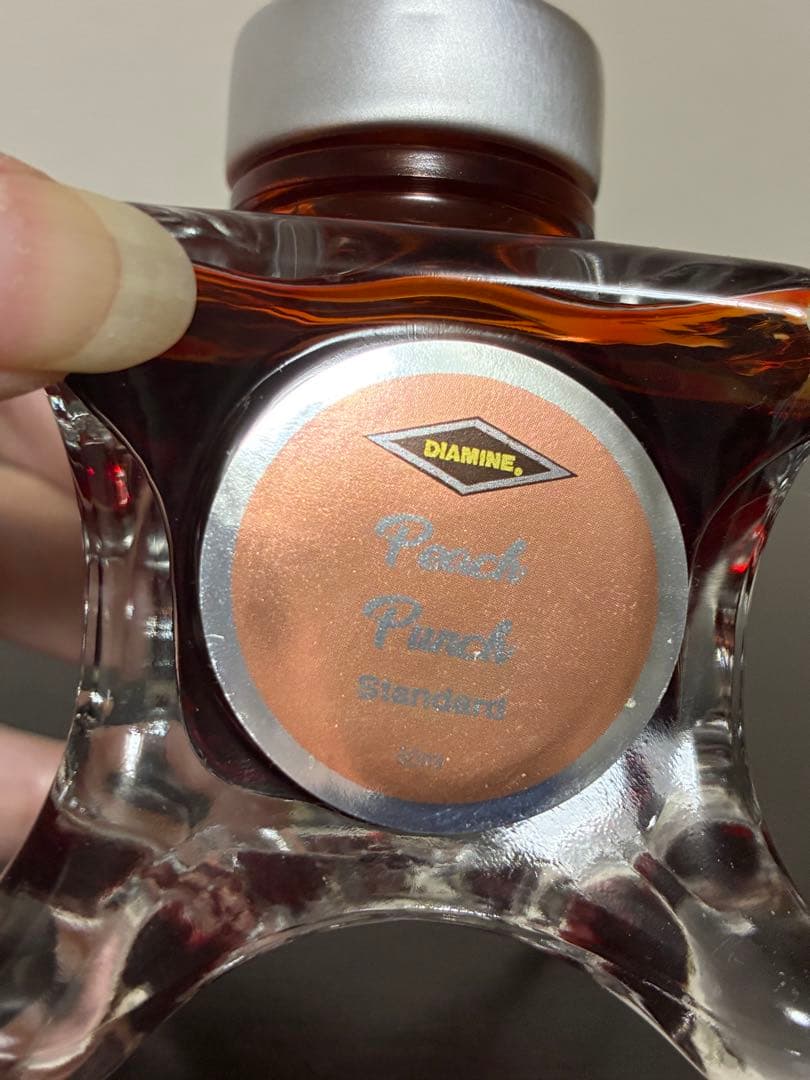 DIAMINE®
Peach
Punch
Standard